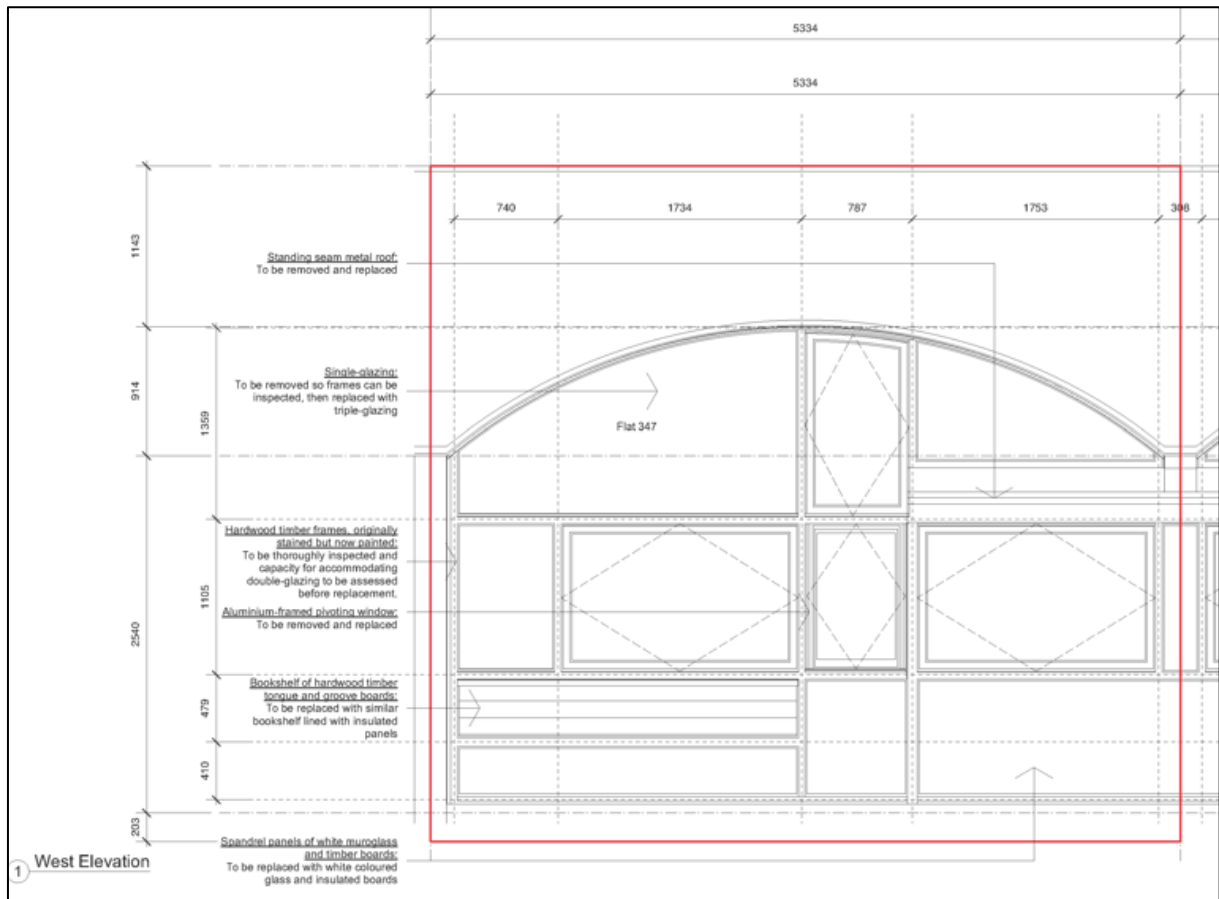 5334
5334
740
1734
787
1753
308
1143
914
2540
203
1359
1105
479
410
Standing seam metal roof:
To be removed and replaced
Single-glazing:
To be removed so frames can be
inspected, then replaced with
triple-glazing
Flat 347
Hardwood timber frames, originally
stained but now painted:
To be thoroughly inspected and
capacity for accommodating
double-glazing to be assessed
before replacement.
Aluminium-framed pivoting window:
To be removed and replaced
Bookshelf of hardwood timber
tongue and groove boards:
To be replaced with similar
bookshelf lined with insulated
panels
Spandrel panels of white muroglass
and timber boards:
To be replaced with white coloured
glass and insulated boards
1 West Elevation